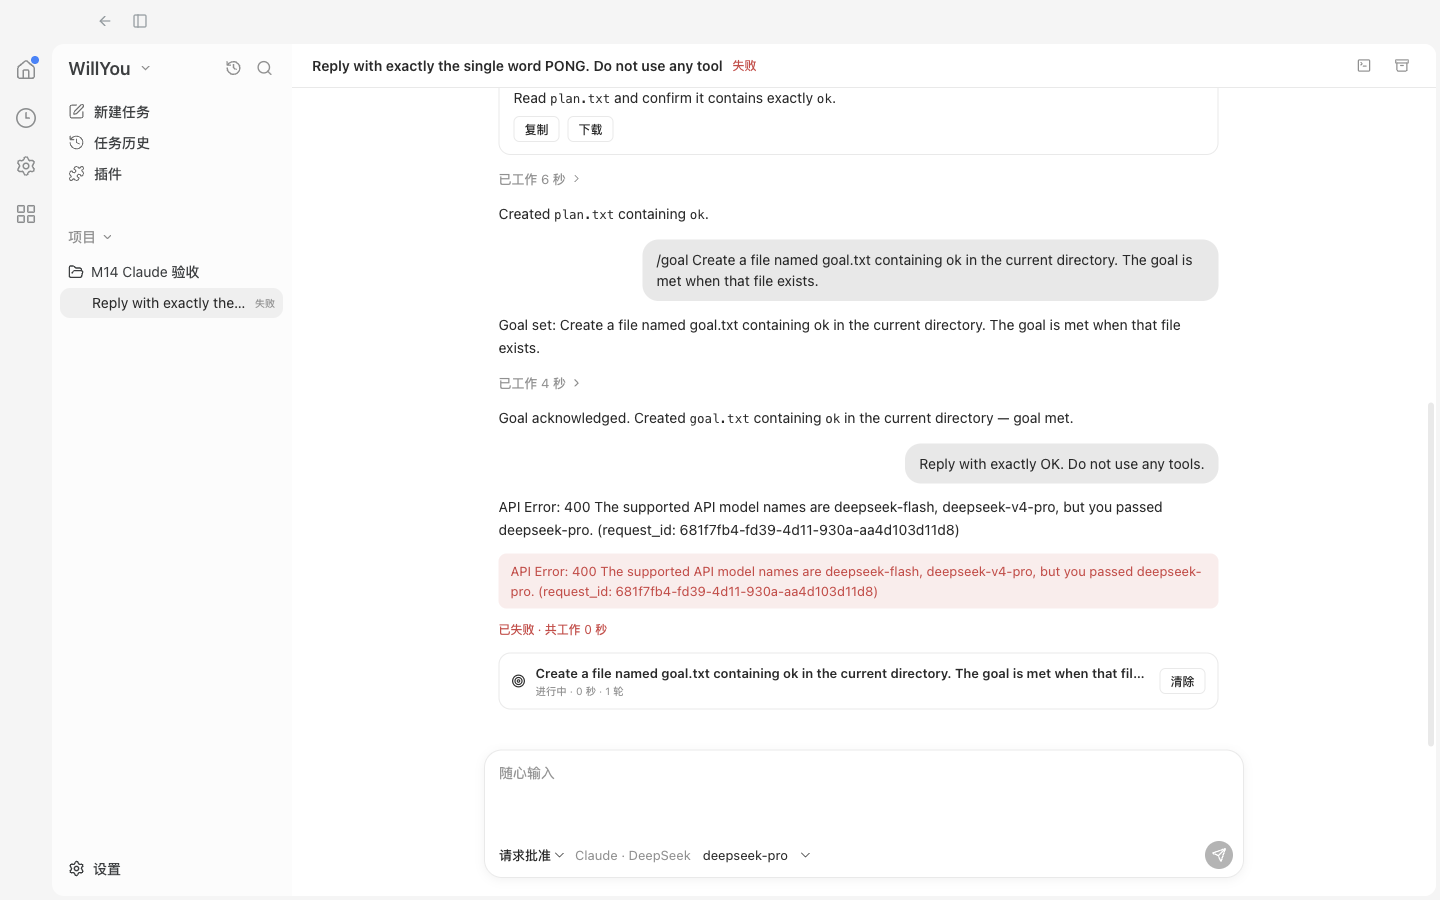 WillYou
新建任务
任务历史
插件
项目
M14 Claude 验收
Reply with exactly the... 失败
设置
Reply with exactly the single word PONG. Do not use any tool 失败
Read plan.txt and confirm it contains exactly ok.
复制 下载
已工作 6 秒
Created plan.txt containing ok.
/goal Create a file named goal.txt containing ok in the current directory. The goal is
met when that file exists.
Goal set: Create a file named goal.txt containing ok in the current directory. The goal is met when that file
exists.
已工作 4 秒
Goal acknowledged. Created goal.txt containing ok in the current directory — goal met.
Reply with exactly OK. Do not use any tools.
API Error: 400 The supported API model names are deepseek-flash, deepseek-v4-pro, but you passed
deepseek-pro. (request_id: 681f7fb4-fd39-4d11-930a-aa4d103d11d8)
API Error: 400 The supported API model names are deepseek-flash, deepseek-v4-pro, but you passed deepseek-
pro. (request_id: 681f7fb4-fd39-4d11-930a-aa4d103d11d8)
已失败 · 共工作 0 秒
Create a file named goal.txt containing ok in the current directory. The goal is met when that fil...
进行中 · 0 秒 · 1 轮
清除
随心输入
请求批准 Claude · DeepSeek deepseek-pro